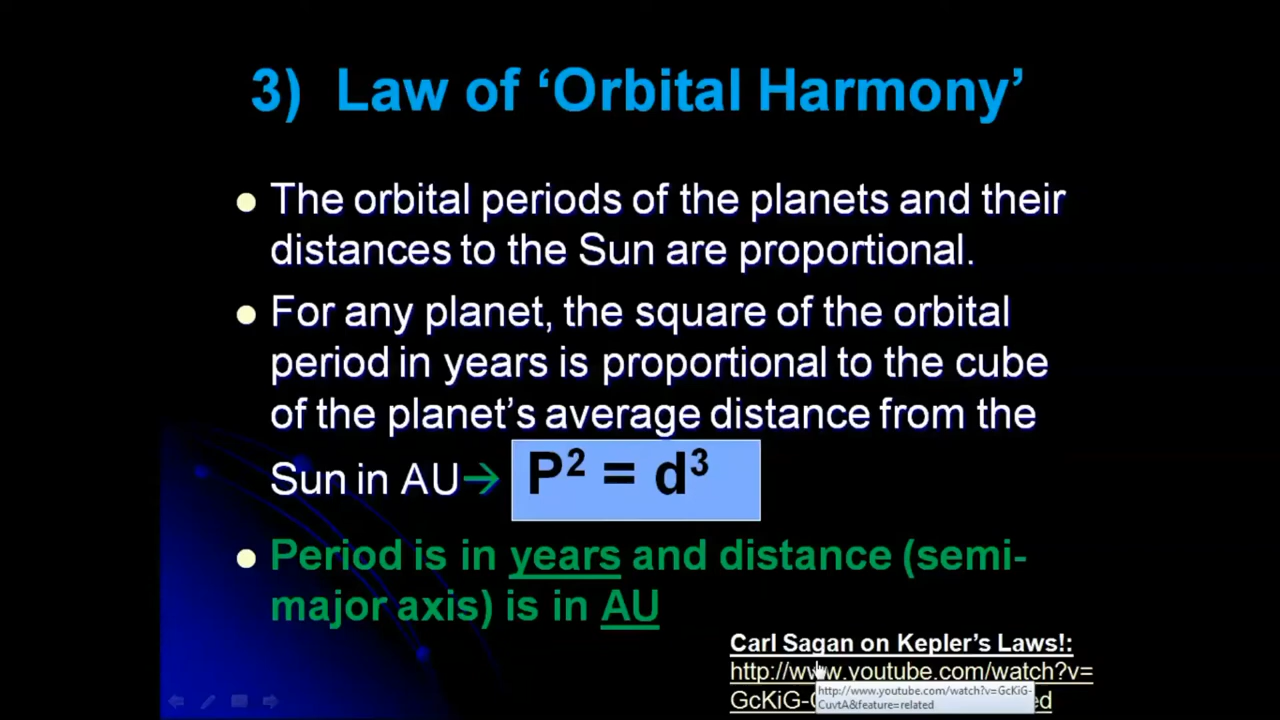 3) Law of ‘Orbital Harmony’
The orbital periods of the planets and their
distances to the Sun are proportional.
For any planet, the square of the orbital
period in years is proportional to the cube
of the planet’s average distance from the
Sun in AU→ P² = d³
Period is in years and distance (semi-
major axis) is in AU
Carl Sagan on Kepler’s Laws!:
http://www.youtube.com/watch?v=
GcKiG-
http://www.youtube.com/watch?v=GcKiG-
CuvtA&feature=related